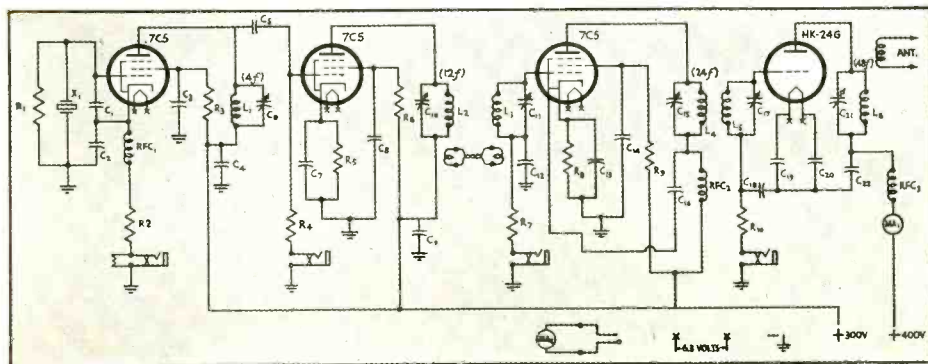 7C5
7C5
7C5
HK-24G
C5
(4f)
(12f)
(24f)
(48f)
ANT.
R1
X1
C1
C2
C3
R3
L1
C4
RFC1
R2
R4
C7
R5
C8
R6
C10
L2
C9
L3
C11
C12
R7
R8
C13
C14
R9
C15
L4
C16
RFC2
L5
C17
C18
R10
C19
C20
C21
L6
C22
RFC3
MA1
6.3 VOLTS
300V
400V